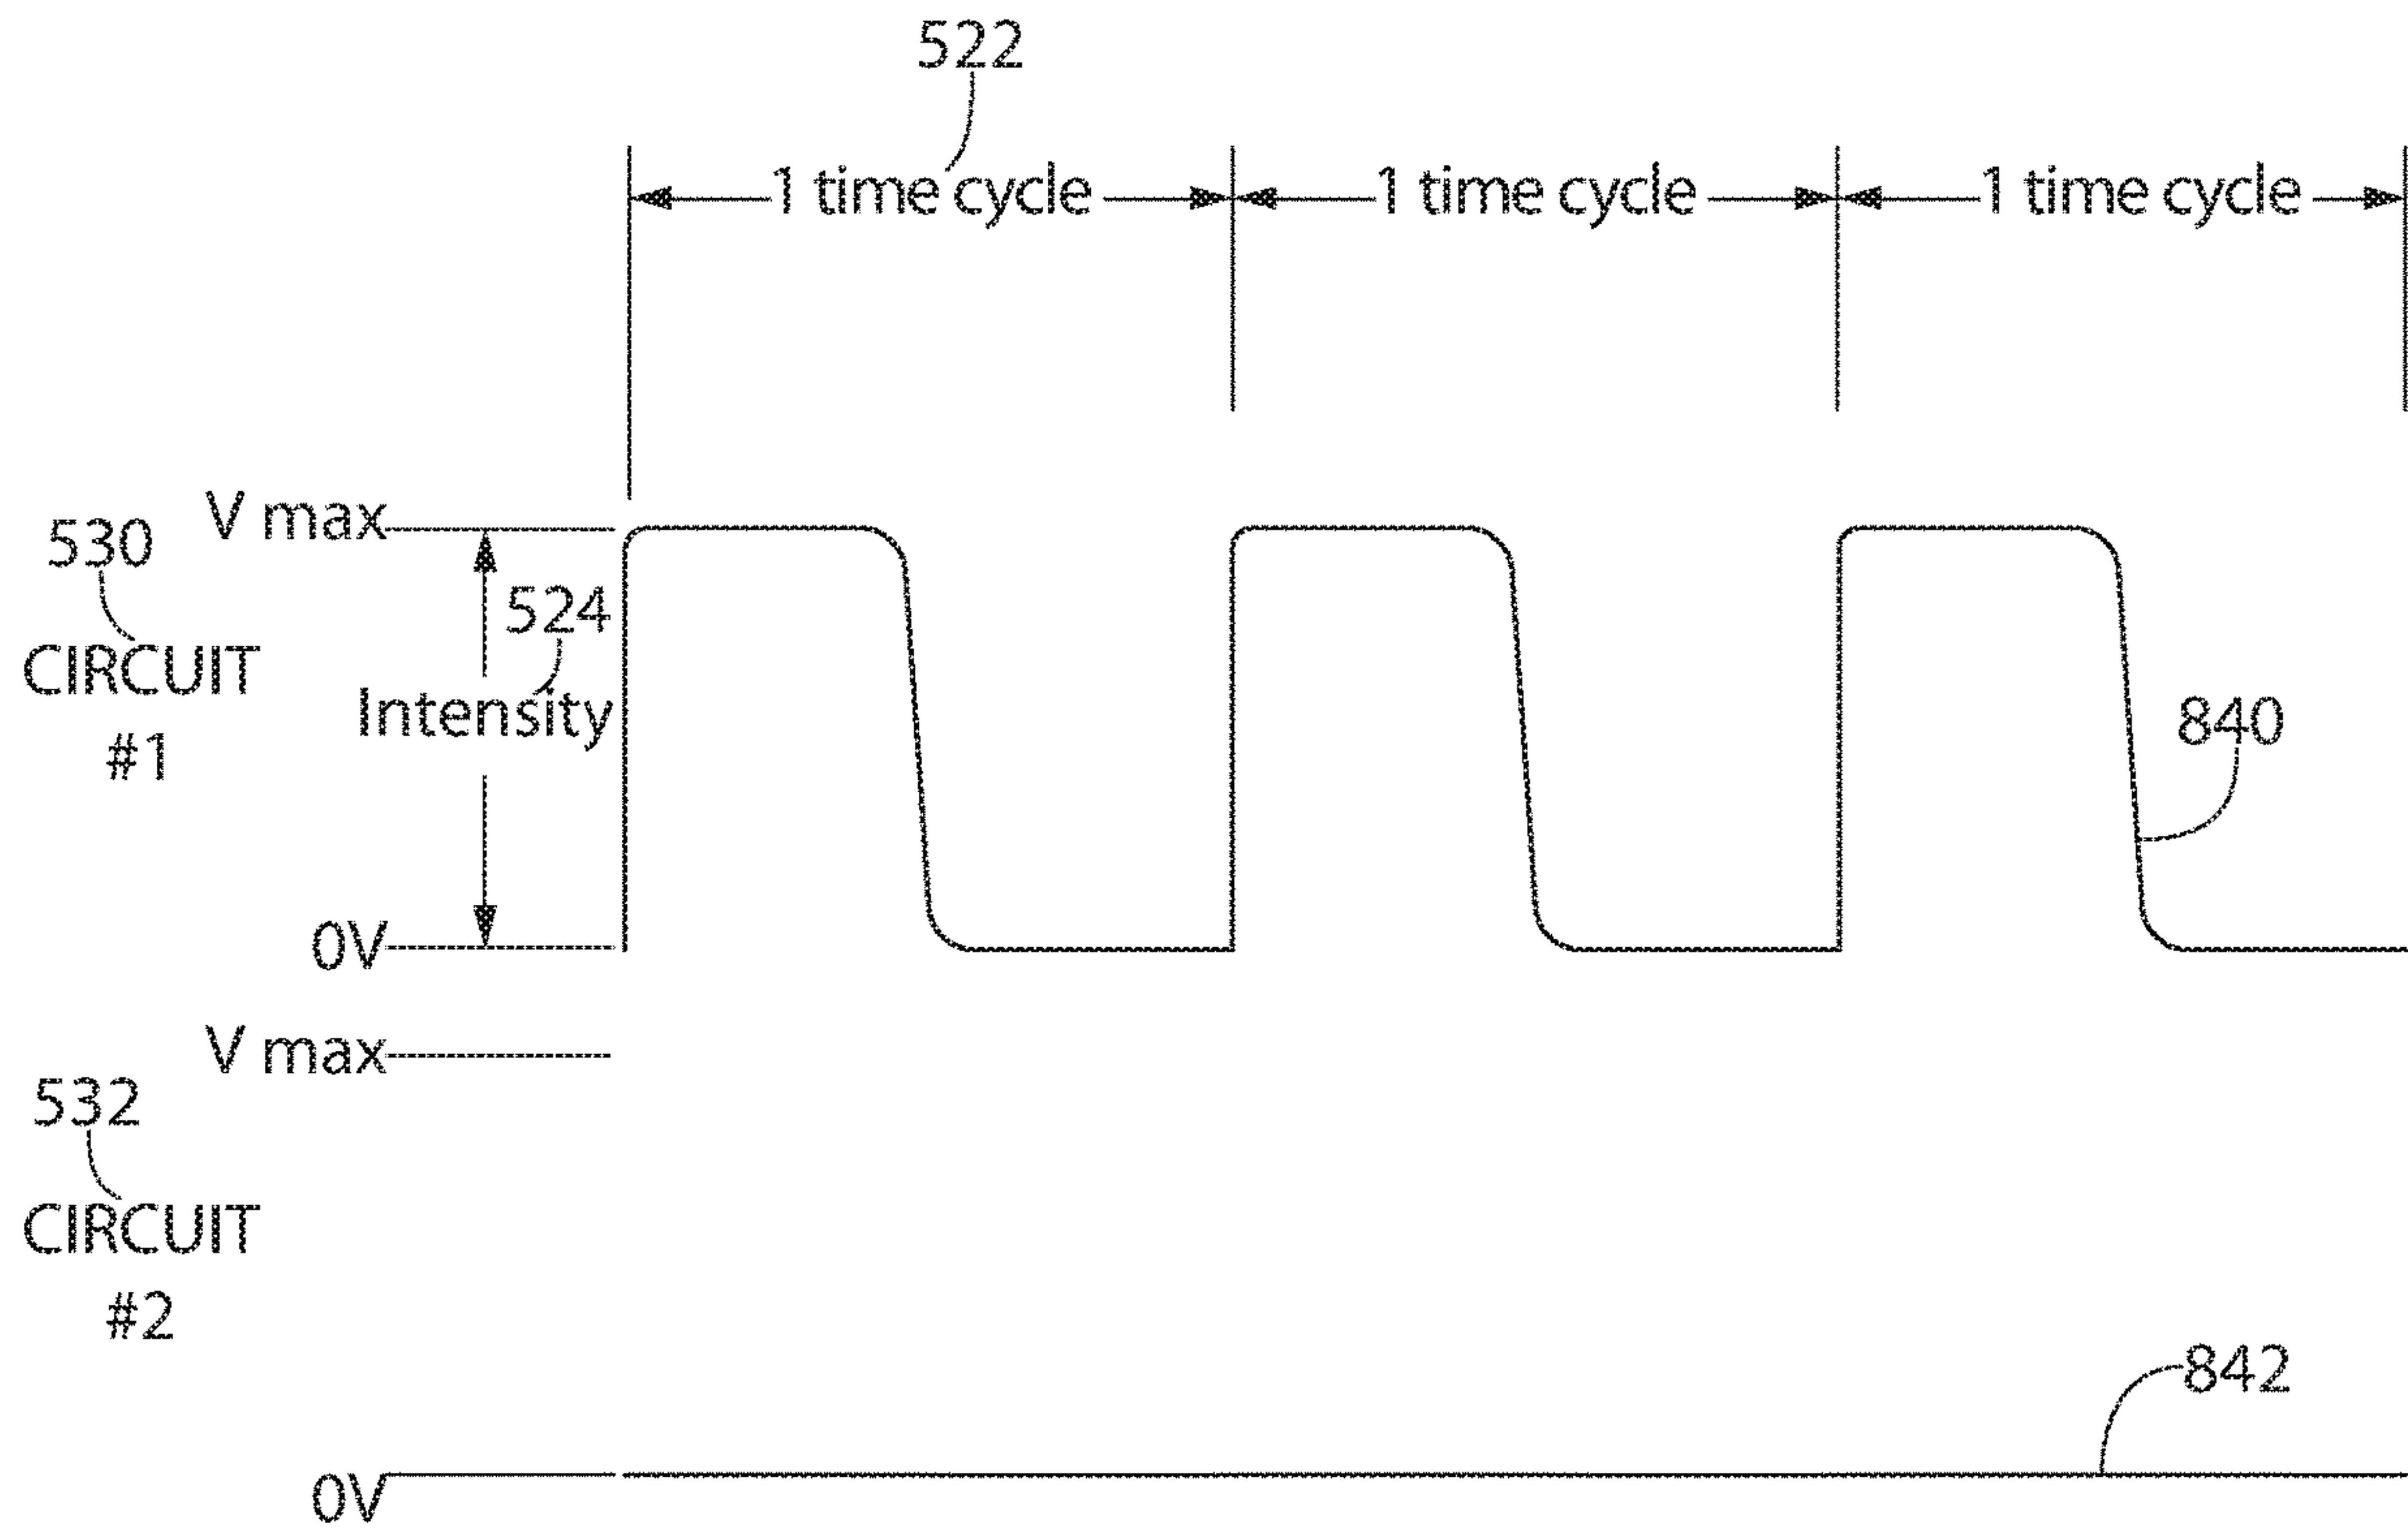 522
1 time cycle 1 time cycle 1 time cycle
V max
530
524
CIRCUIT
Intensity
#1
840
0V
V max
532
CIRCUIT
#2
842
0V